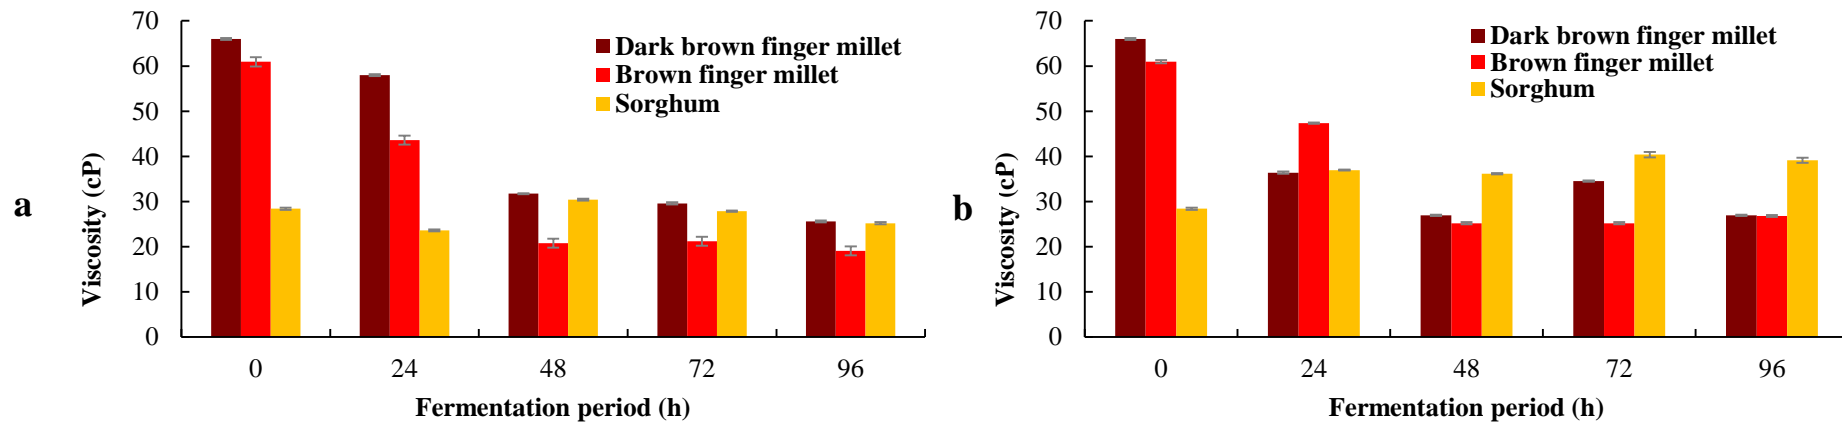 a
Viscosity (cP)
70
60
50
40
30
20
10
0
Dark brown finger millet
Brown finger millet
Sorghum
0 24 48 72 96
Fermentation period (h)
b
Viscosity (cP)
70
60
50
40
30
20
10
0
Dark brown finger millet
Brown finger millet
Sorghum
0 24 48 72 96
Fermentation period (h)